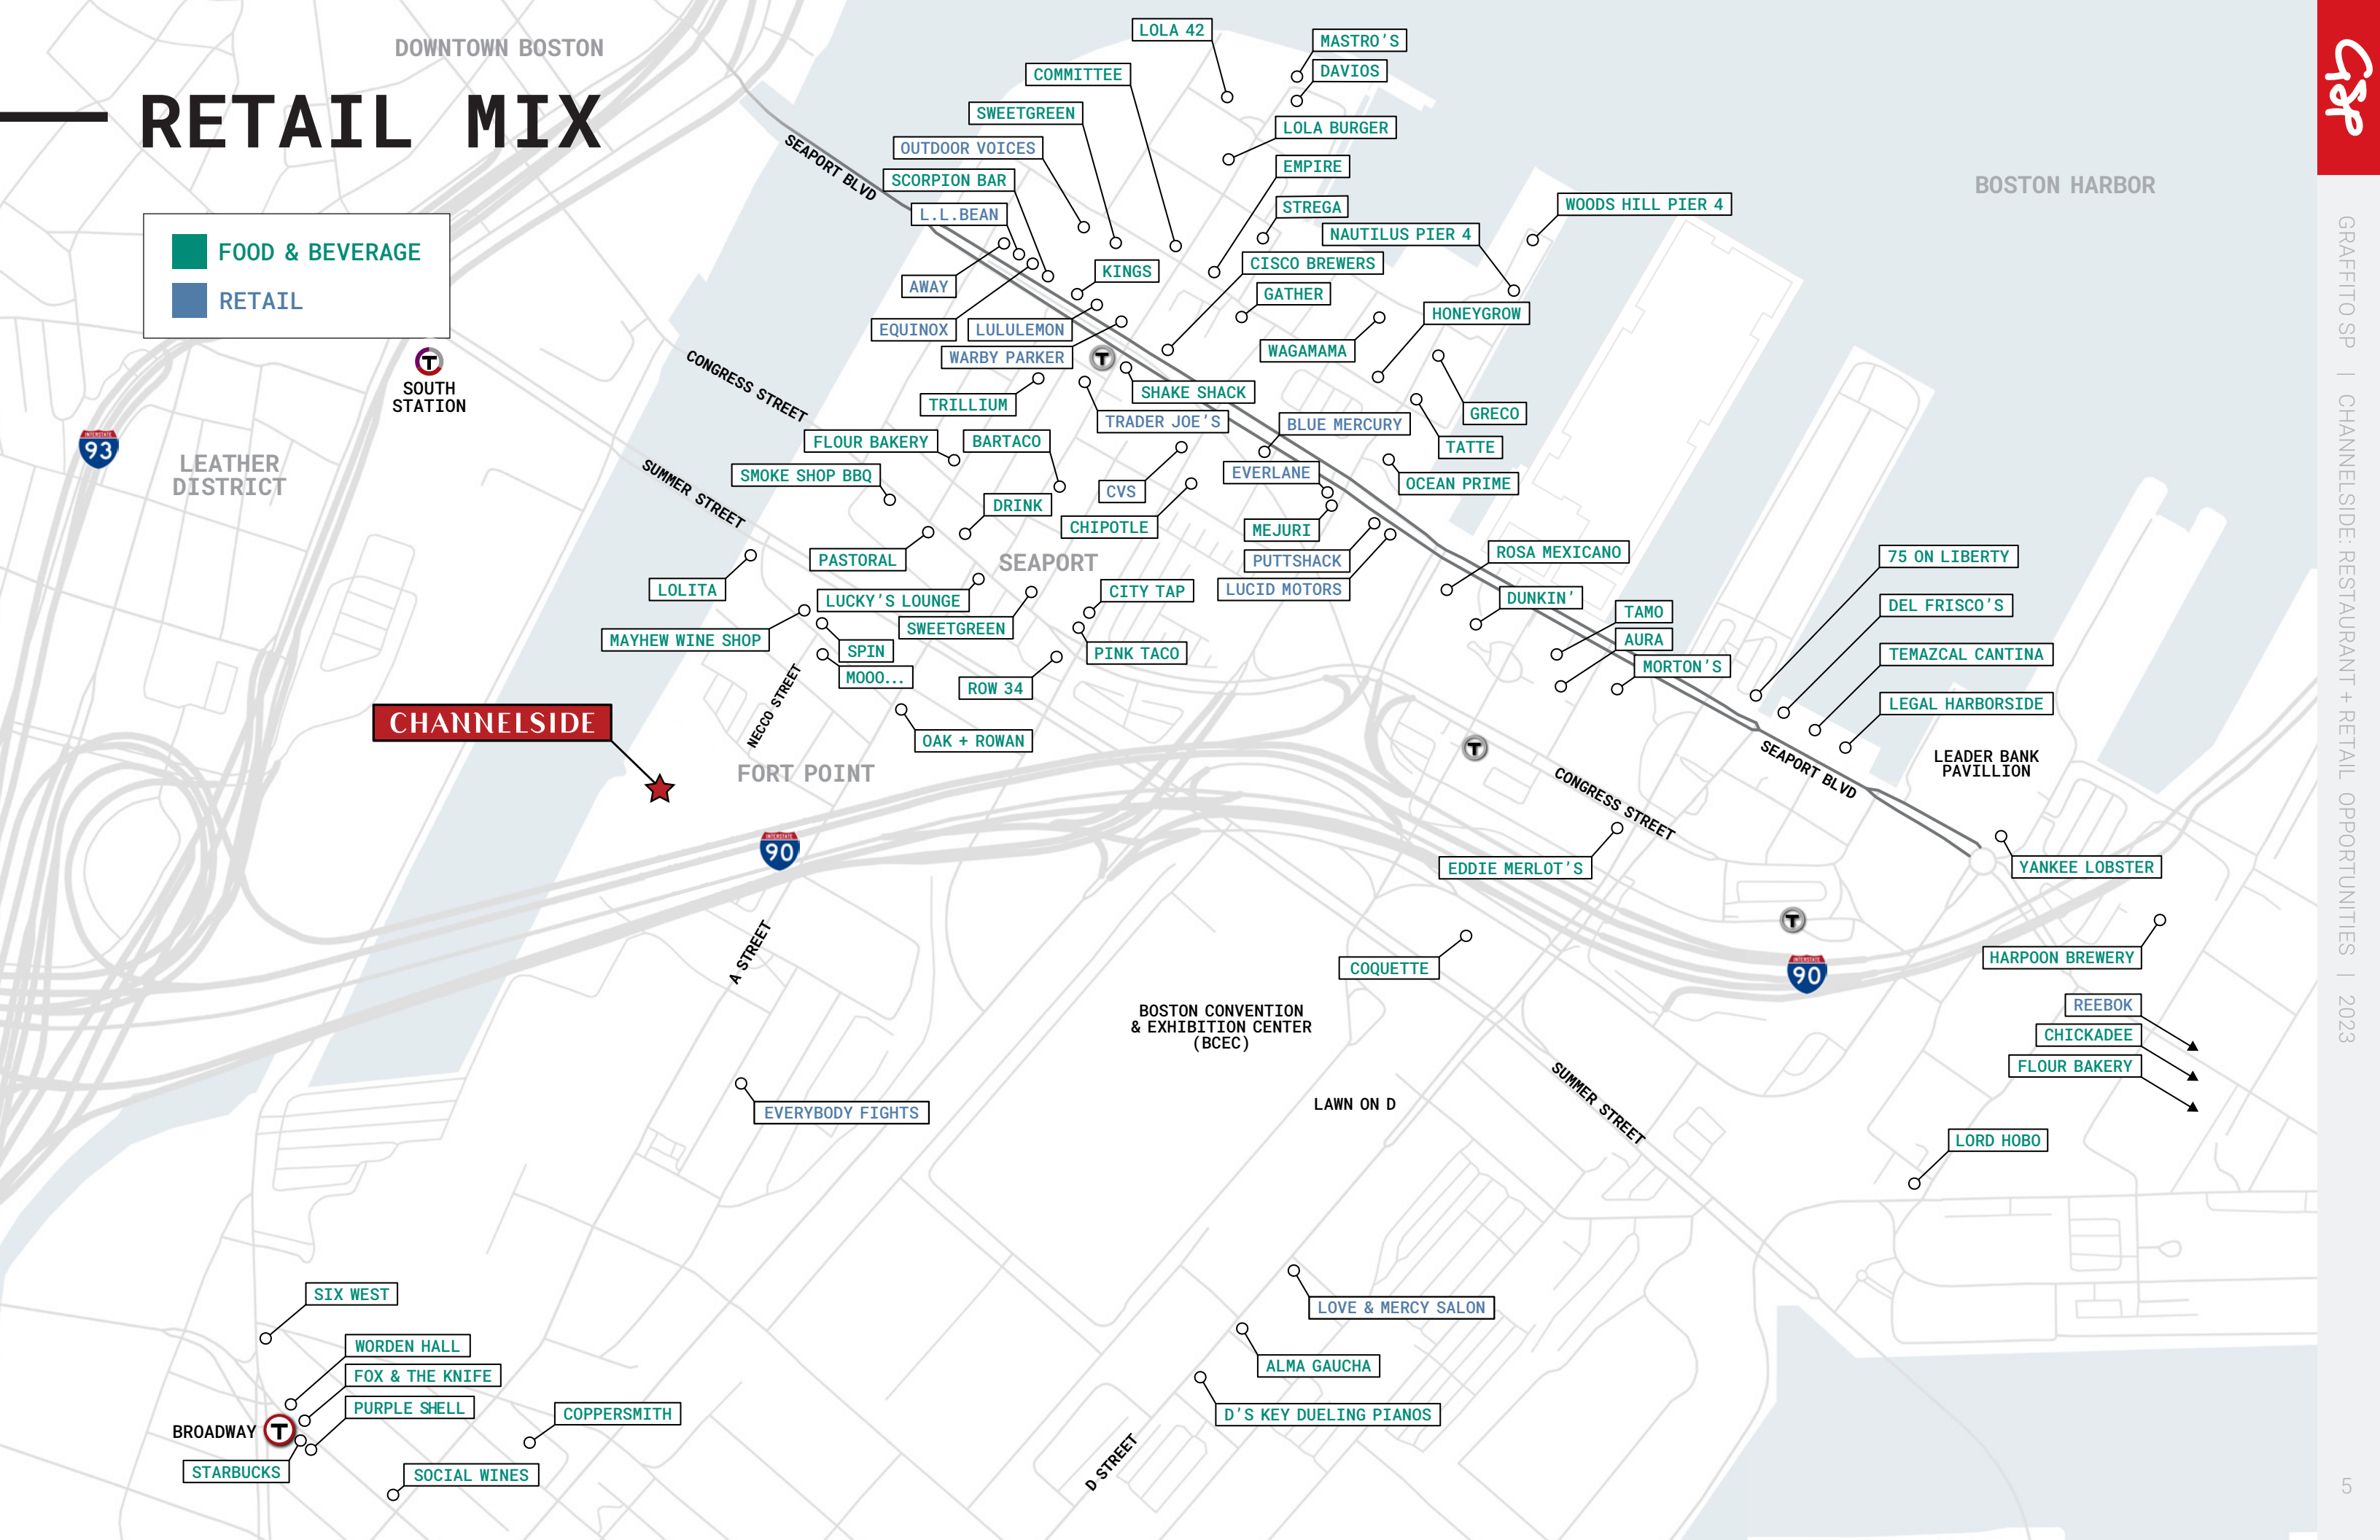 DOWNTOWN BOSTON
RETAIL MIX
FOOD & BEVERAGE
RETAIL
SOUTH
STATION
INTERSTATE
93
LEATHER
DISTRICT
BOSTON HARBOR
SEAPORT BLVD
CONGRESS STREET
SUMMER STREET
LOLA 42
MASTRO'S
COMMITTEE
DAVIOS
SWEETGREEN
LOLA BURGER
OUTDOOR VOICES
EMPIRE
SCORPION BAR
STREGA
WOODS HILL PIER 4
L.L.BEAN
NAUTILUS PIER 4
CISCO BREWERS
KINGS
AWAY
GATHER
HONEYGROW
EQUINOX
LULULEMON
WARBY PARKER
T
WAGAMAMA
SHAKE SHACK
TRILLIUM
GRECO
TRADER JOE'S
BLUE MERCURY
FLOUR BAKERY
BARTACO
TATTE
SMOKE SHOP BBQ
EVERLANE
OCEAN PRIME
CVS
DRINK
CHIPOTLE
MEJURI
PASTORAL
SEAPORT
PUTTSHACK
ROSA MEXICANO
75 ON LIBERTY
LOLITA
CITY TAP
LUCID MOTORS
LUCKY'S LOUNGE
DUNKIN'
DEL FRISCO'S
TAMO
SWEETGREEN
MAYHEW WINE SHOP
AURA
SPIN
PINK TACO
TEMAZCAL CANTINA
MORTON'S
MOOO...
ROW 34
LEGAL HARBORSIDE
NECCO STREET
CHANNELSIDE
OAK + ROWAN
T
SEAPORT BLVD
LEADER BANK
PAVILLION
FORT POINT
CONGRESS STREET
INTERSTATE
90
EDDIE MERLOT'S
YANKEE LOBSTER
T
A STREET
COQUETTE
HARPOON BREWERY
INTERSTATE
90
BOSTON CONVENTION
& EXHIBITION CENTER
(BCEC)
REEBOK
CHICKADEE
FLOUR BAKERY
EVERYBODY FIGHTS
LAWN ON D
SUMMER STREET
LORD HOBO
SIX WEST
LOVE & MERCY SALON
WORDEN HALL
ALMA GAUCHA
FOX & THE KNIFE
PURPLE SHELL
COPPERSMITH
D'S KEY DUELING PIANOS
BROADWAY
T
STARBUCKS
SOCIAL WINES
D STREET
T
GSP
GRAFFITO SP | CHANNELSIDE: RESTAURANT + RETAIL OPPORTUNITIES | 2023
5